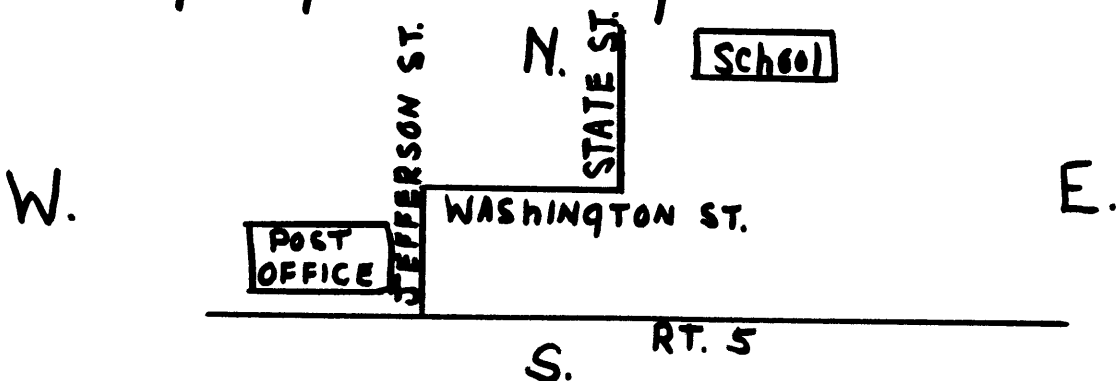 N.
STATE ST.
School
JEFFERSON ST.
W.
E.
WAShINgTON ST.
POST
OFFICE
RT. 5
S.